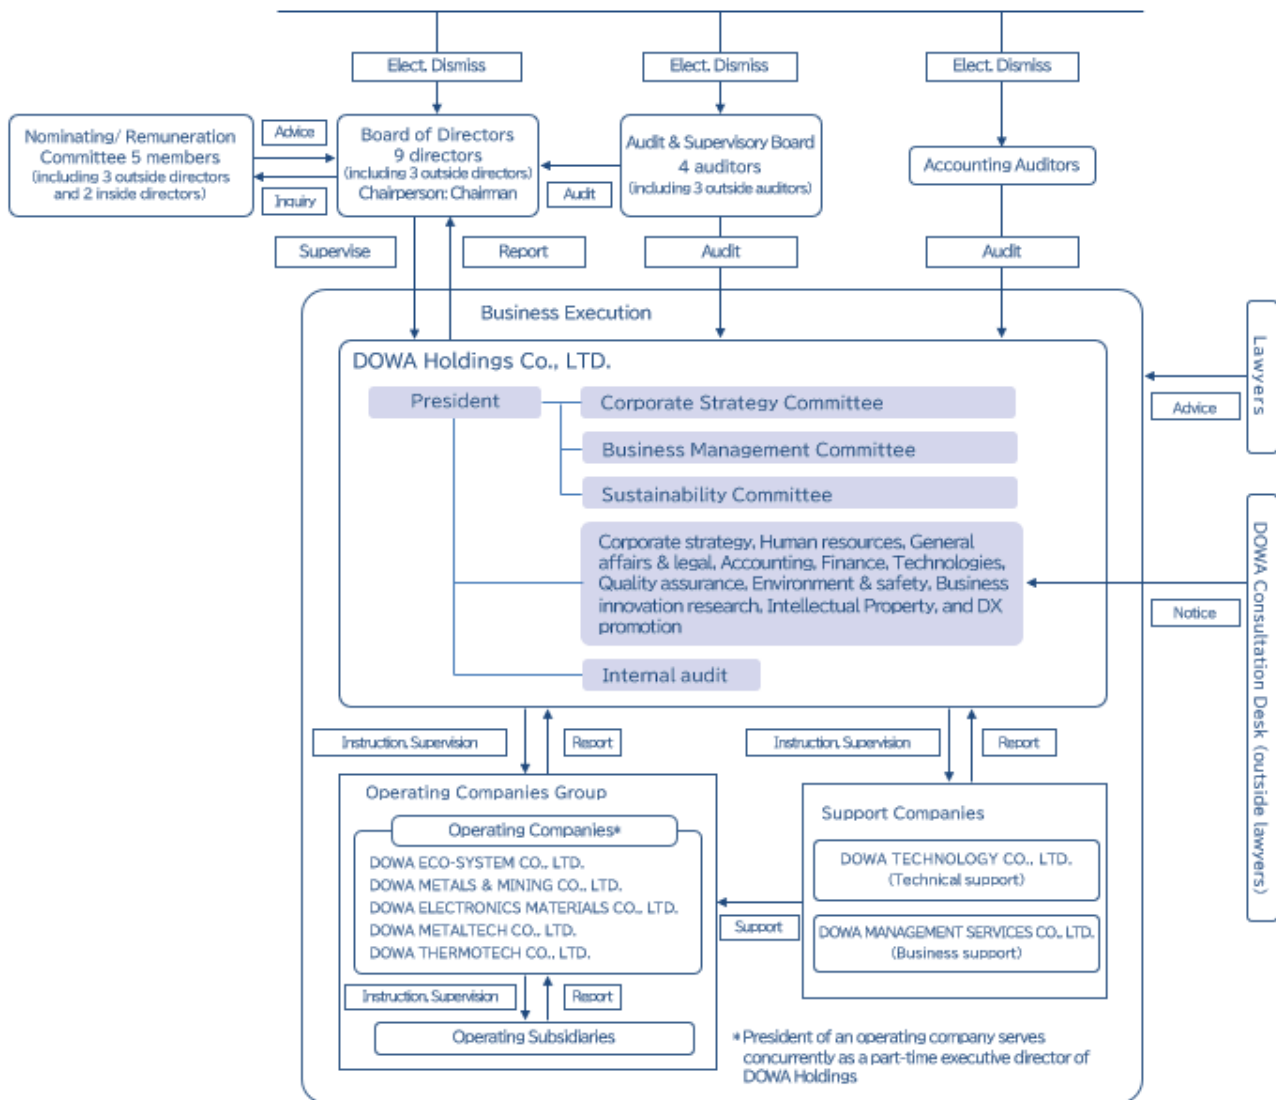 Elect. Dismiss
Elect. Dismiss
Elect. Dismiss
Nominating/ Remuneration
Committee 5 members
(including 3 outside directors
and 2 inside directors)
Advice
Inquiry
Board of Directors
9 directors
(including 3 outside directors)
Chairperson: Chairman
Audit
Audit & Supervisory Board
4 auditors
(including 3 outside auditors)
Accounting Auditors
Supervise
Report
Audit
Audit
Business Execution
DOWA Holdings Co., LTD.
President
Corporate Strategy Committee
Business Management Committee
Sustainability Committee
Corporate strategy, Human resources, General
affairs & legal, Accounting, Finance, Technologies,
Quality assurance, Environment & safety, Business
innovation research, Intellectual Property, and DX
promotion
Internal audit
Lawyers
Advice
DOWA Consultation Desk (outside lawyers)
Notice
Instruction, Supervision
Report
Instruction, Supervision
Report
Operating Companies Group
Operating Companies*
DOWA ECO-SYSTEM CO., LTD.
DOWA METALS & MINING CO., LTD.
DOWA ELECTRONICS MATERIALS CO., LTD.
DOWA METALTECH CO., LTD.
DOWA THERMOTECH CO., LTD.
Instruction, Supervision
Report
Operating Subsidiaries
Support
Support Companies
DOWA TECHNOLOGY CO., LTD.
(Technical support)
DOWA MANAGEMENT SERVICES CO., LTD.
(Business support)
* President of an operating company serves
concurrently as a part-time executive director of
DOWA Holdings